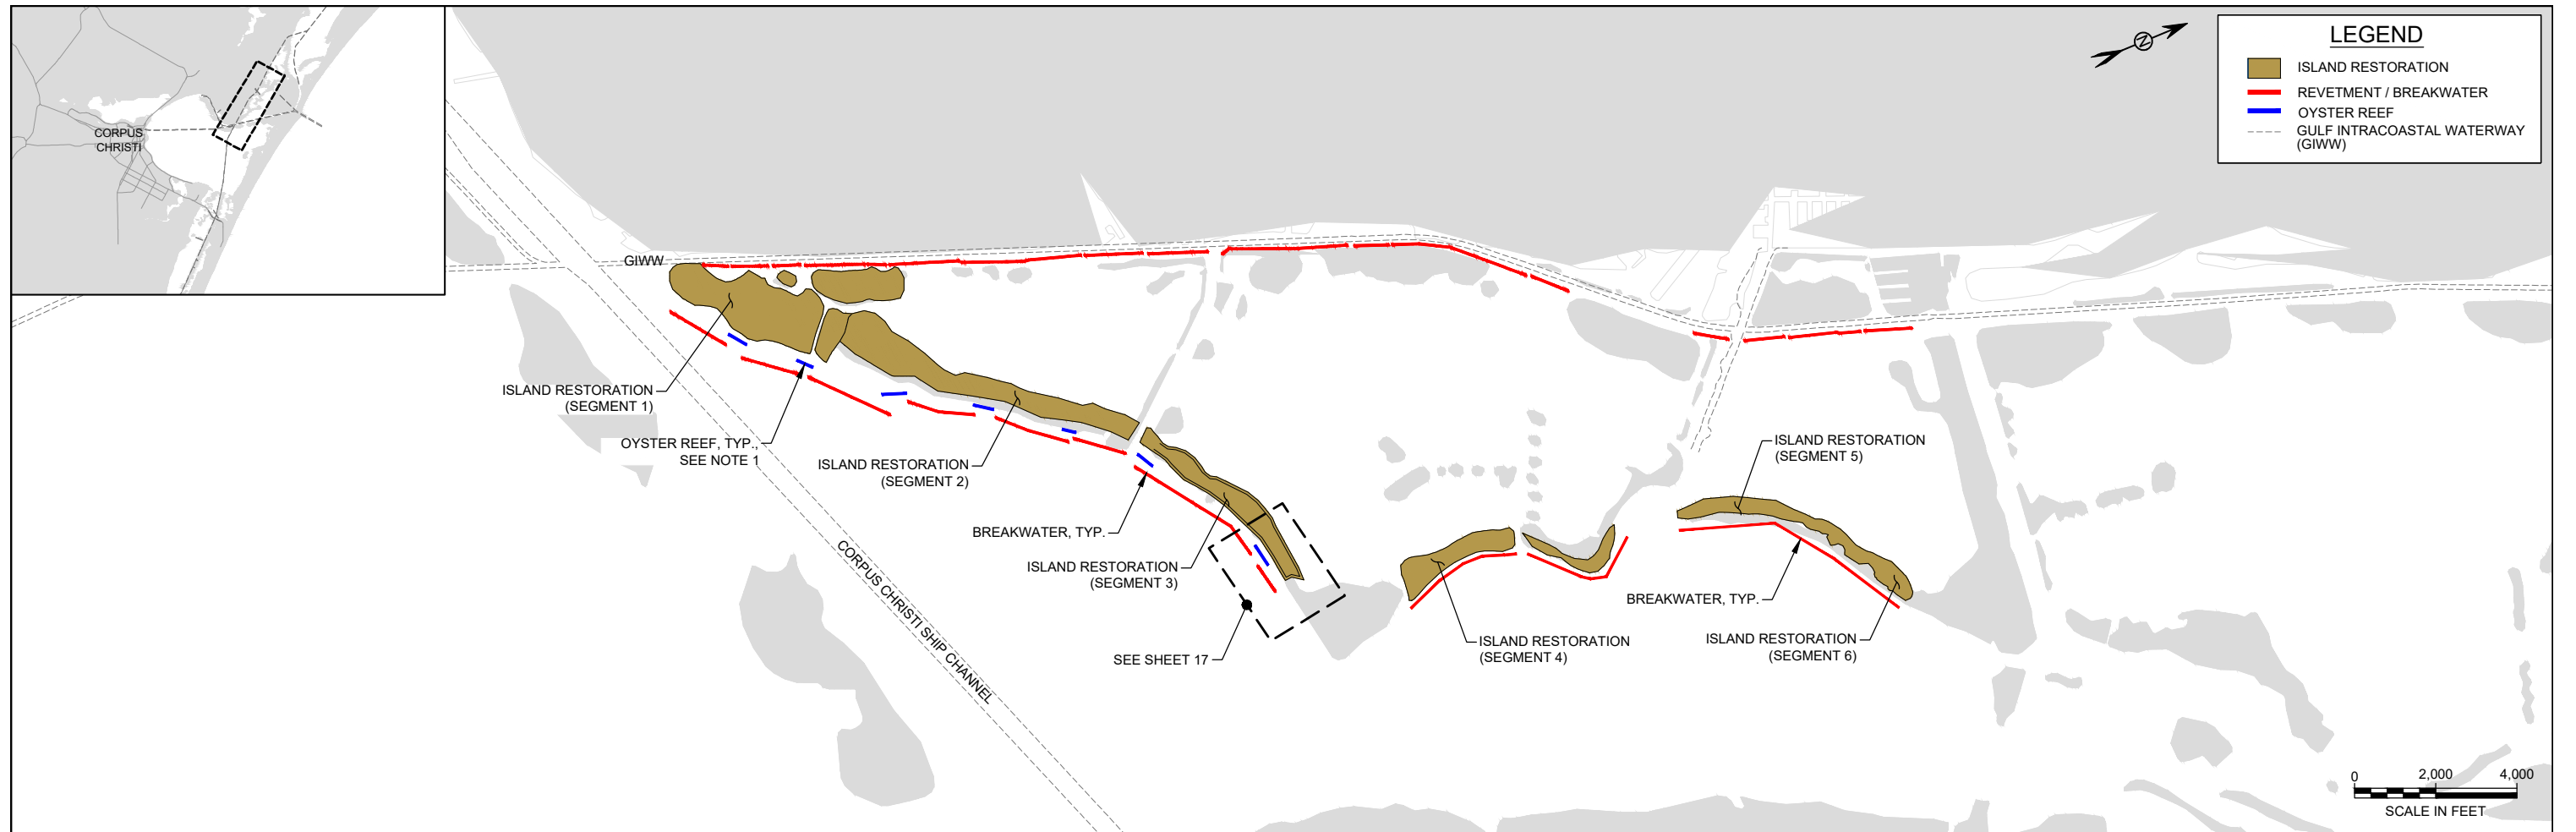 CORPUS
CHRISTI
N
LEGEND
ISLAND RESTORATION
REVETMENT / BREAKWATER
OYSTER REEF
GULF INTRACOASTAL WATERWAY
(GIWW)
GIWW
ISLAND RESTORATION
(SEGMENT 1)
OYSTER REEF, TYP.,
SEE NOTE 1
ISLAND RESTORATION
(SEGMENT 2)
BREAKWATER, TYP.
ISLAND RESTORATION
(SEGMENT 3)
SEE SHEET 17
CORPUS CHRISTI SHIP CHANNEL
ISLAND RESTORATION
(SEGMENT 4)
ISLAND RESTORATION
(SEGMENT 5)
BREAKWATER, TYP.
ISLAND RESTORATION
(SEGMENT 6)
0 2,000 4,000
SCALE IN FEET